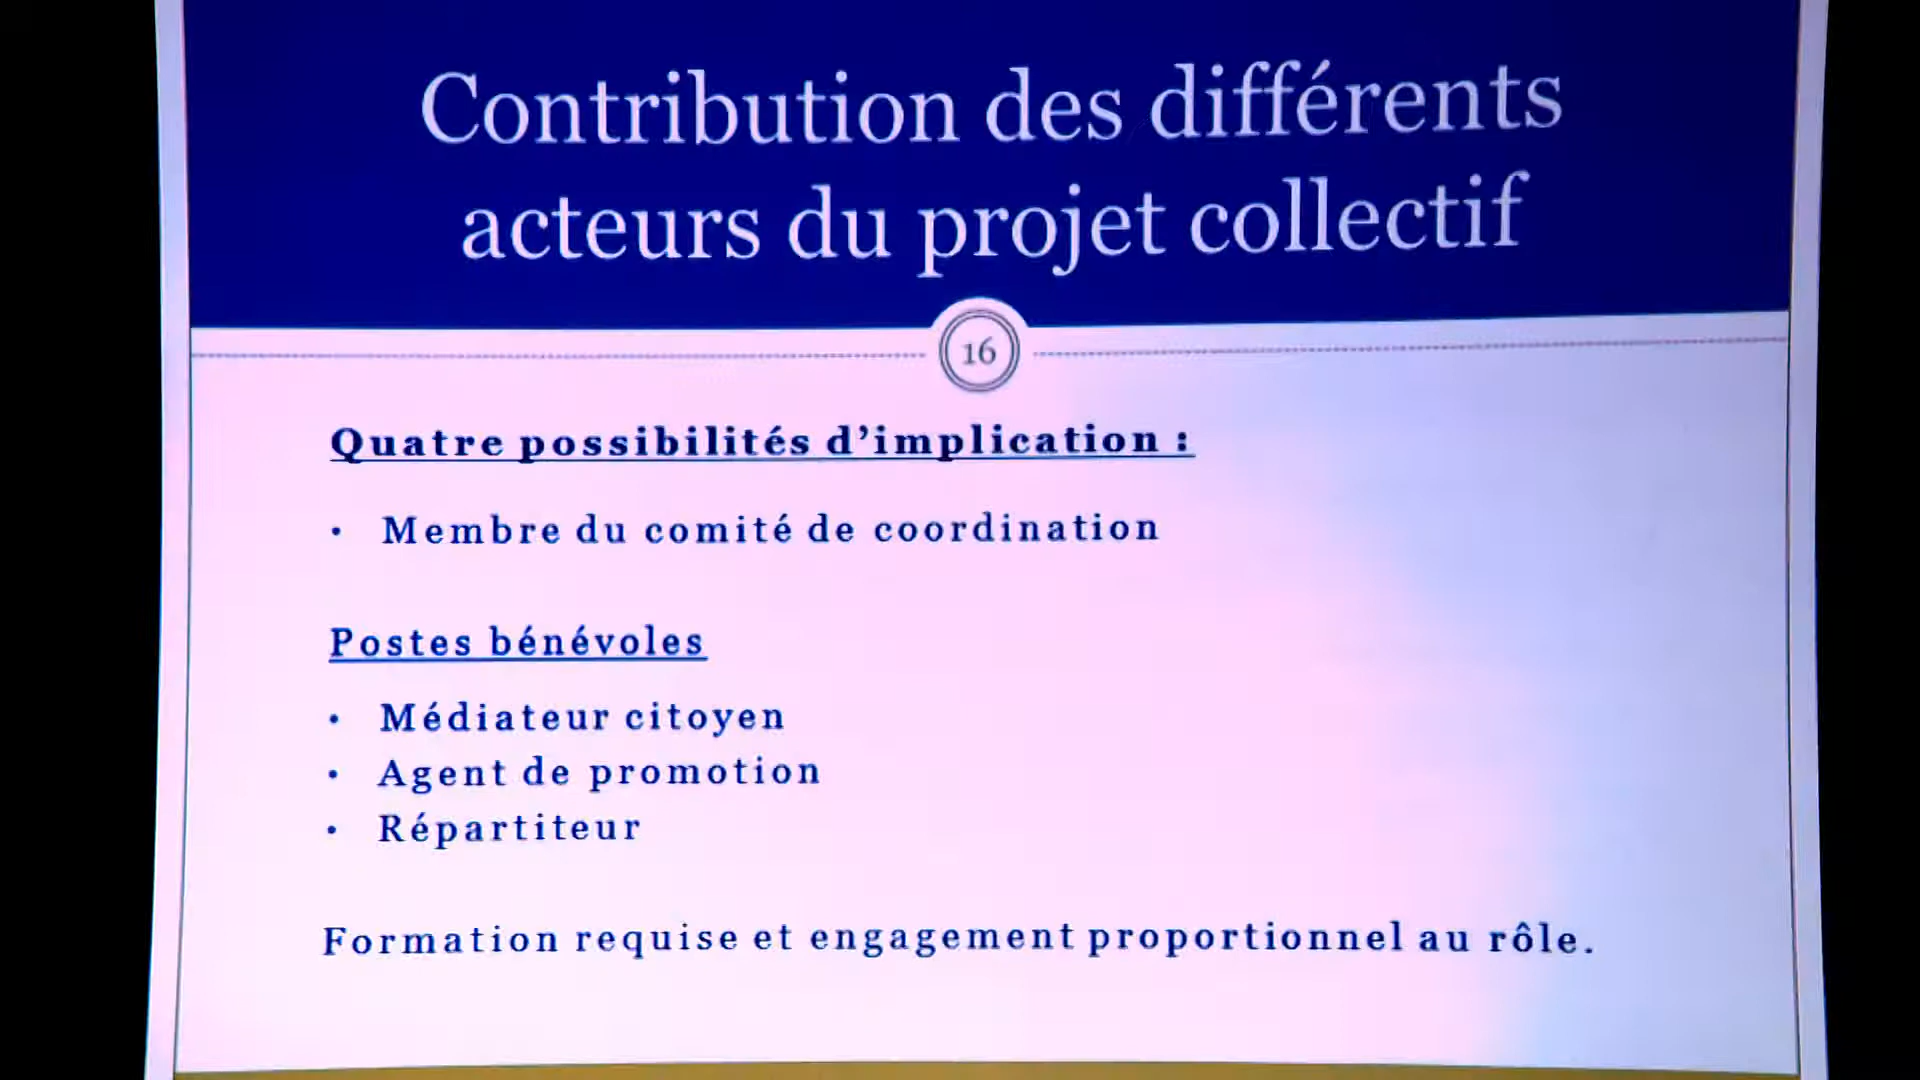 Contribution des différents
acteurs du projet collectif
16
Quatre possibilités d'implication :
• Membre du comité de coordination
Postes bénévoles
• Médiateur citoyen
• Agent de promotion
• Répartiteur
Formation requise et engagement proportionnel au rôle.